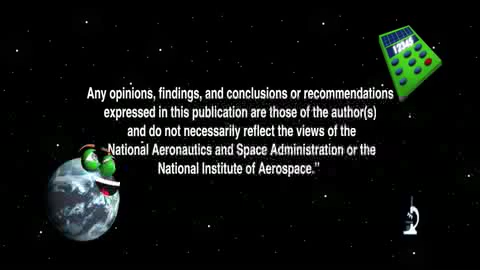 12345
Any opinions, findings, and conclusions or recommendations
expressed in this publication are those of the author(s)
and do not necessarily reflect the views of the
National Aeronautics and Space Administration or the
National Institute of Aerospace.”